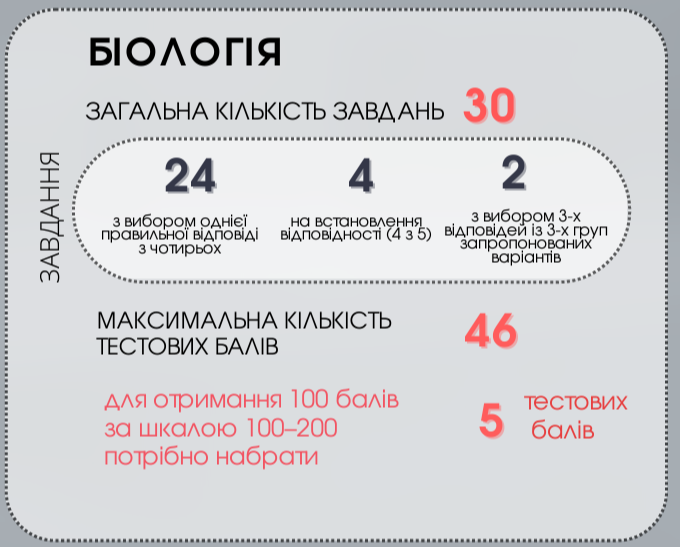 БІОЛОГІЯ
ЗАГАЛЬНА КІЛЬКІСТЬ ЗАВДАНЬ 30
ЗАВДАННЯ
24
з вибором однієї
правильної відповіді
з чотирьох
4
на встановлення
відповідності (4 з 5)
2
з вибором 3-х
відповідей із 3-х груп
запропонованих
варіантів
МАКСИМАЛЬНА КІЛЬКІСТЬ
ТЕСТОВИХ БАЛІВ
46
для отримання 100 балів
за шкалою 100–200
потрібно набрати
5
тестових
балів